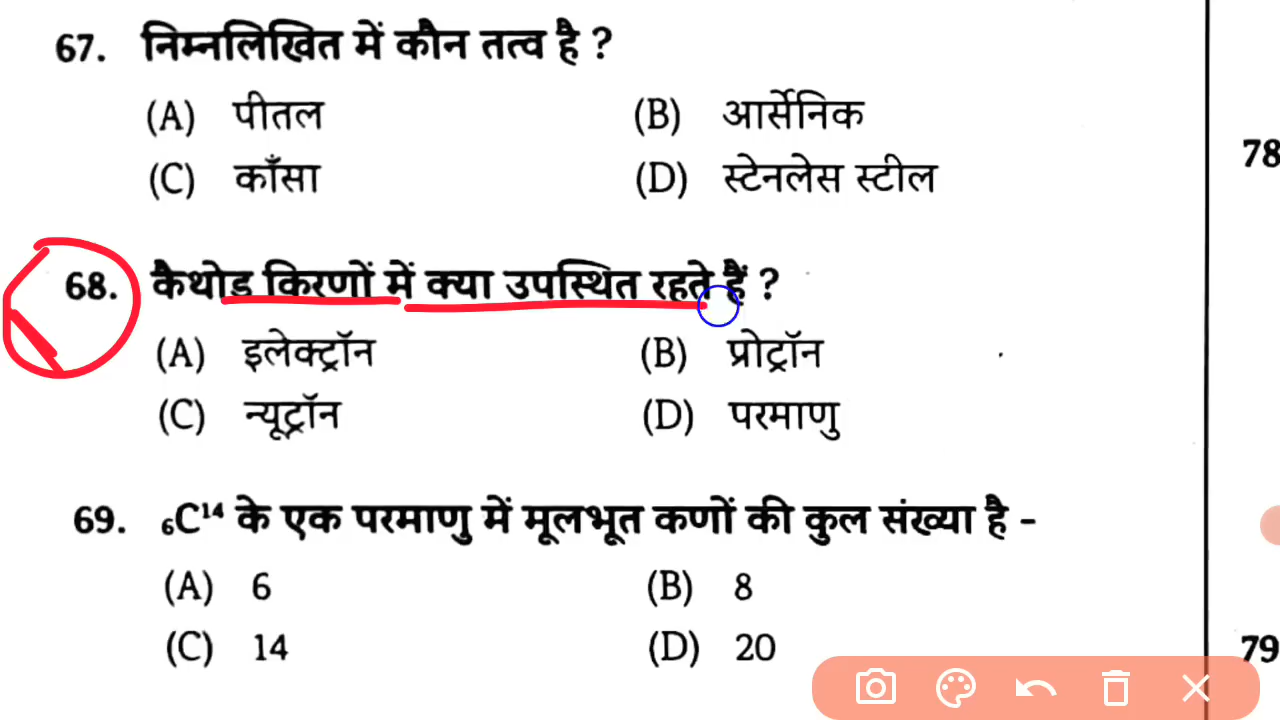 67. निम्नलिखित में कौन तत्व है ?
(A) पीतल (B) आर्सेनिक
(C) काँसा (D) स्टेनलेस स्टील
78
68. कैथोड किरणों में क्या उपस्थित रहते हैं ?
(A) इलेक्ट्रॉन (B) प्रोट्रॉन
(C) न्यूट्रॉन (D) परमाणु
69. ₆C¹⁴ के एक परमाणु में मूलभूत कणों की कुल संख्या है -
(A) 6 (B) 8
(C) 14 (D) 20
79